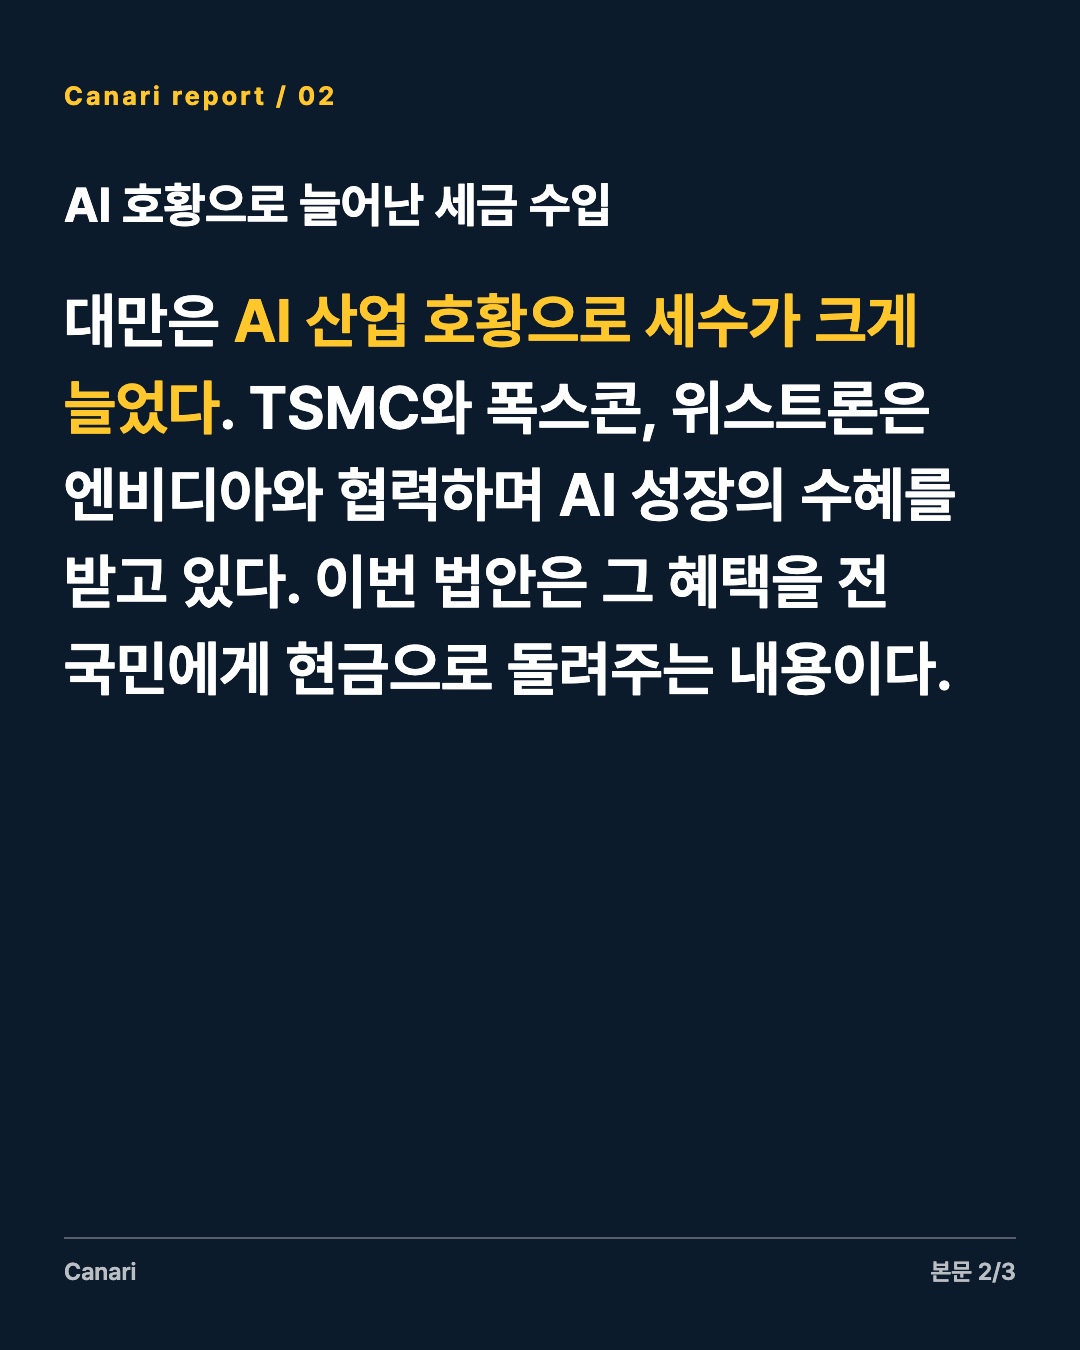 Canari report / 02
AI 호황으로 늘어난 세금 수입
대만은 AI 산업 호황으로 세수가 크게
늘었다. TSMC와 폭스콘, 위스트론은
엔비디아와 협력하며 AI 성장의 수혜를
받고 있다. 이번 법안은 그 혜택을 전
국민에게 현금으로 돌려주는 내용이다.
Canari
본문 2/3